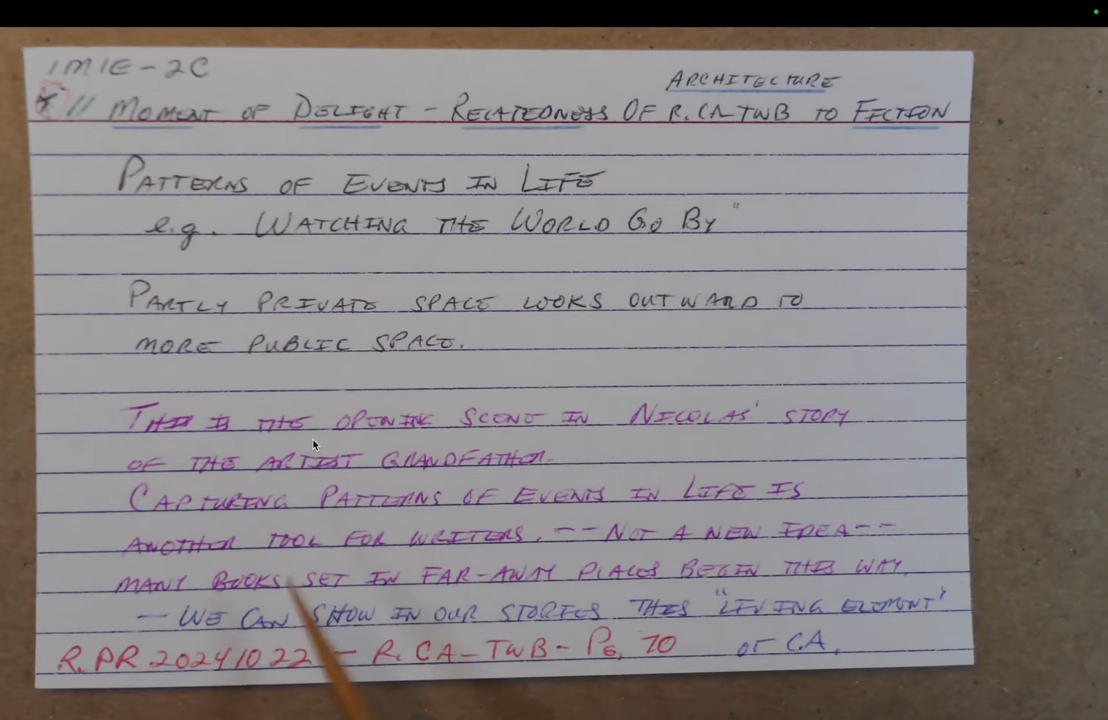 1M1E-2C
ARCHITECTURE
* // MOMENT OF DELIGHT - RELATEDNESS OF R.CA-TWB TO FICTION
PATTERNS OF EVENTS IN LIFE
e.g. WATCHING THE WORLD GO BY"
PARTLY PRIVATE SPACE LOOKS OUTWARD TO
MORE PUBLIC SPACE.
THIS IS THE OPENING SCENE IN NICOLAS' STORY
OF THE ARTIST GRANDFATHER.
CAPTURING PATTERNS OF EVENTS IN LIFE IS
ANOTHER TOOL FOR WRITERS. -- NOT A NEW IDEA --
MANY BOOKS SET IN FAR-AWAY PLACES BEGIN THIS WAY.
- WE CAN SHOW IN OUR STORIES THIS "LIVING ELEMENT"
OF CA.
R.PR 20241022 - R.CA-TWB-PG. 70